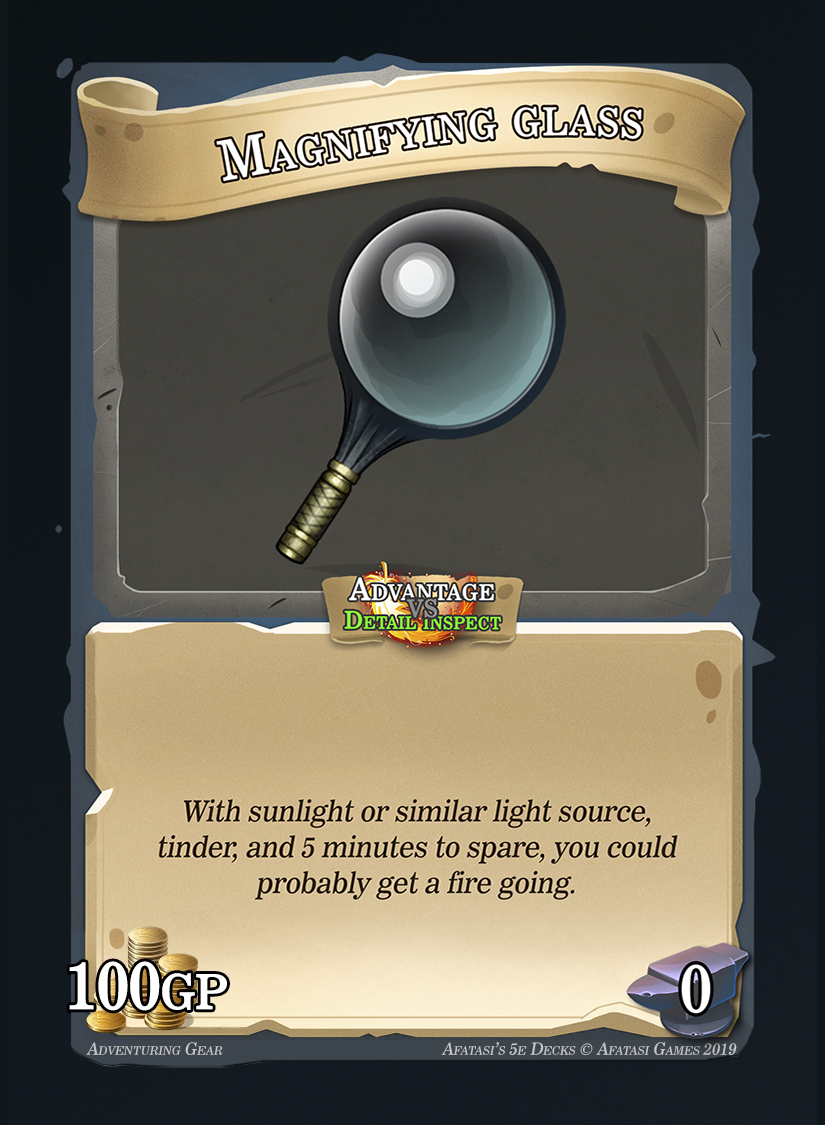 Magnifying glass
Advantage
vs
Detail inspect
With sunlight or similar light source,
tinder, and 5 minutes to spare, you could
probably get a fire going.
100GP
0
Adventuring Gear
Afatasi's 5e Decks © Afatasi Games 2019